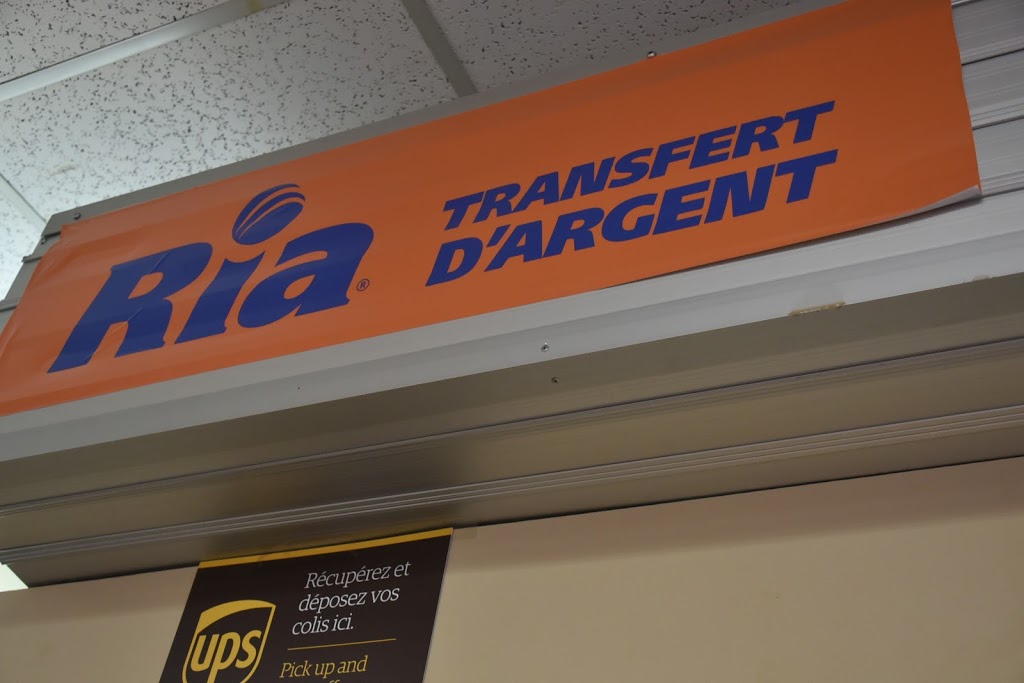 Ria®
TRANSFERT
D'ARGENT
ups
Récupérez et
déposez vos
colis ici.
Pick up and